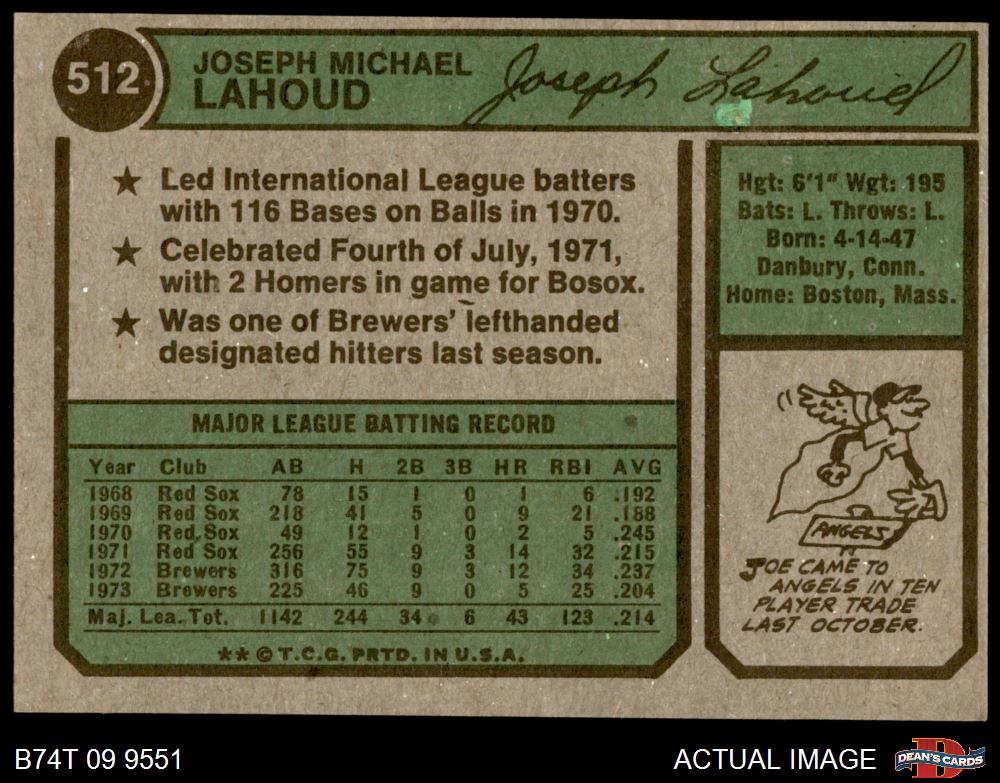 512
JOSEPH MICHAEL
LAHOUD
Joseph Lahoud
★ Led International League batters
with 116 Bases on Balls in 1970.
★ Celebrated Fourth of July, 1971,
with 2 Homers in game for Bosox.
★ Was one of Brewers' lefthanded
designated hitters last season.
Hgt: 6'1" Wgt: 195
Bats: L. Throws: L.
Born: 4-14-47
Danbury, Conn.
Home: Boston, Mass.
MAJOR LEAGUE BATTING RECORD
Year Club AB H 2B 3B HR RBI AVG
1968 Red Sox 78 15 1 0 1 6 .192
1969 Red Sox 218 41 5 0 9 21 .188
1970 Red Sox 49 12 1 0 2 5 .245
1971 Red Sox 256 55 9 3 14 32 .215
1972 Brewers 316 75 9 3 12 34 .237
1973 Brewers 225 46 9 0 5 25 .204
Maj. Lea. Tot. 1142 244 34 6 43 123 .214
** © T.C.G. PRTD. IN U.S.A.
A
ANGELS
JOE CAME TO
ANGELS IN TEN
PLAYER TRADE
LAST OCTOBER.
B74T 09 9551
ACTUAL IMAGE
D
DEAN'S CARDS